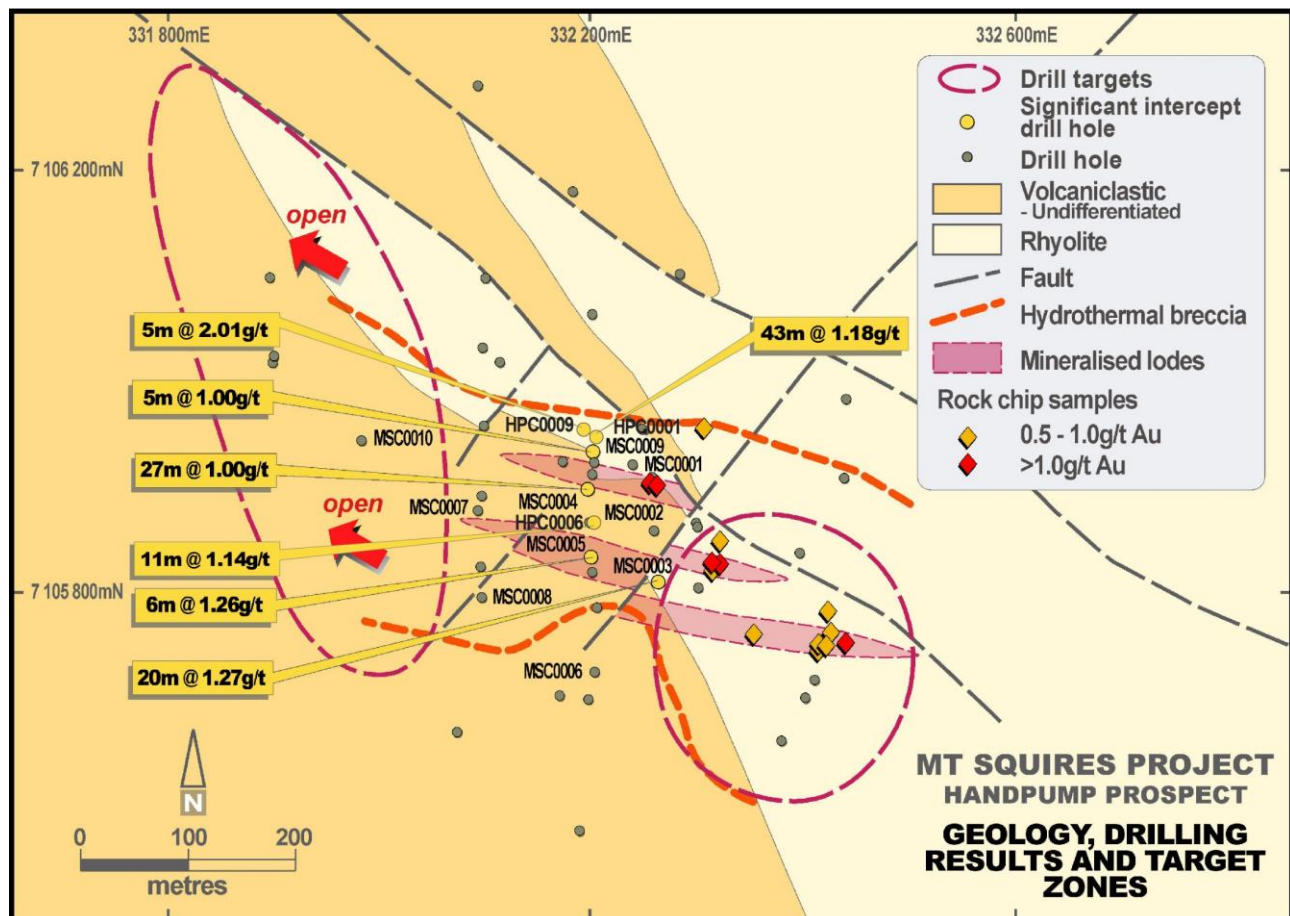 331 800mE
332 200mE
332 600mE
7 106 200mN
7 105 800mN
Drill targets
Significant intercept
drill hole
Drill hole
Volcaniclastic
- Undifferentiated
Rhyolite
Fault
Hydrothermal breccia
Mineralised lodes
Rock chip samples
0.5 - 1.0g/t Au
>1.0g/t Au
open
open
5m @ 2.01g/t
43m @ 1.18g/t
5m @ 1.00g/t
27m @ 1.00g/t
11m @ 1.14g/t
6m @ 1.26g/t
20m @ 1.27g/t
HPC0009
HPC0001
MSC0010
MSC0009
MSC0001
MSC0004
MSC0007
MSC0002
HPC0006
MSC0005
MSC0003
MSC0008
MSC0006
N
0 100 200
metres
MT SQUIRES PROJECT
HANDPUMP PROSPECT
GEOLOGY, DRILLING
RESULTS AND TARGET
ZONES